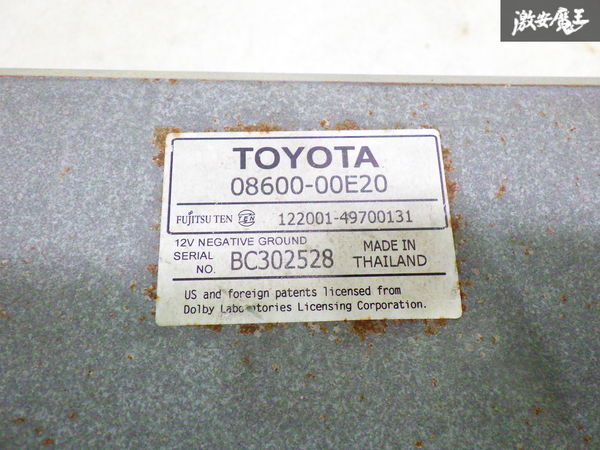 激安魔王
TOYOTA
08600-00E20
FUJITSU TEN TEN 122001-49700131
12V NEGATIVE GROUND
SERIAL NO. BC302528
MADE IN THAILAND
US and foreign patents licensed from
Dolby Laboratories Licensing Corporation.